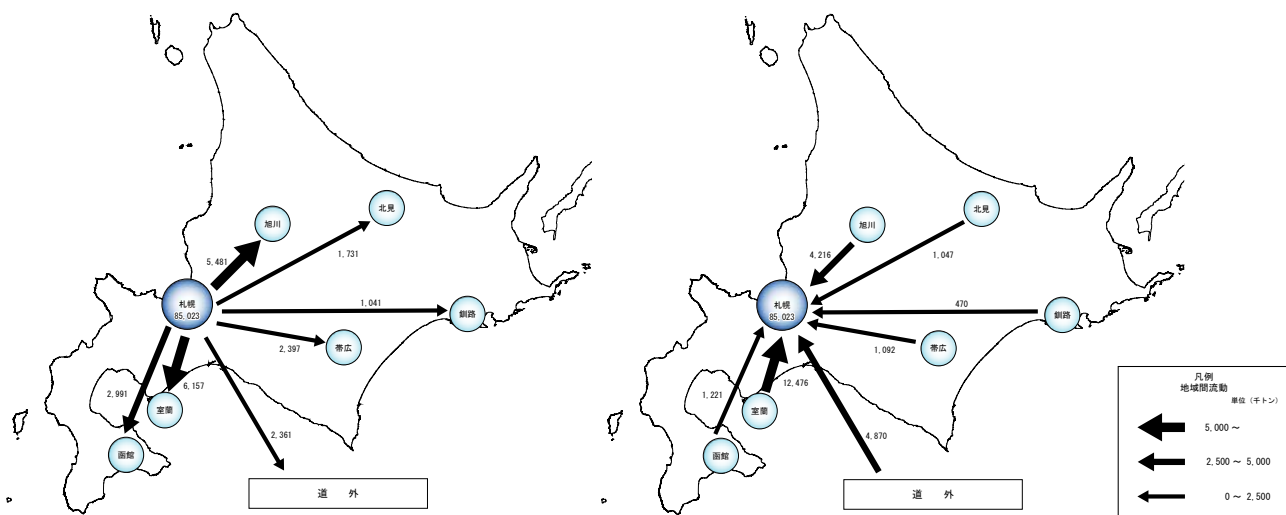 北見
旭川
5,481
1,731
札幌
85,023
1,041
釧路
2,397
帯広
2,991
6,157
室蘭
2,361
函館
道 外
北見
旭川
4,216
1,047
札幌
85,023
470
釧路
1,092
帯広
1,221
12,476
室蘭
4,870
函館
道 外
凡例
地域間流動
単位（千トン）
5,000～
2,500～5,000
0～2,500